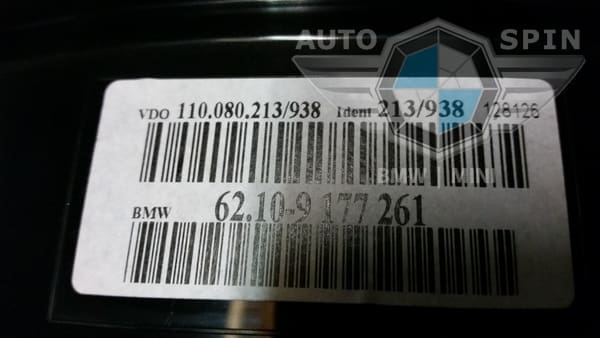 AUTO SPIN
VDO 110.080.213/938 Ident 213/938 128126
BMW MINI
BMW 62.10-9 177 261